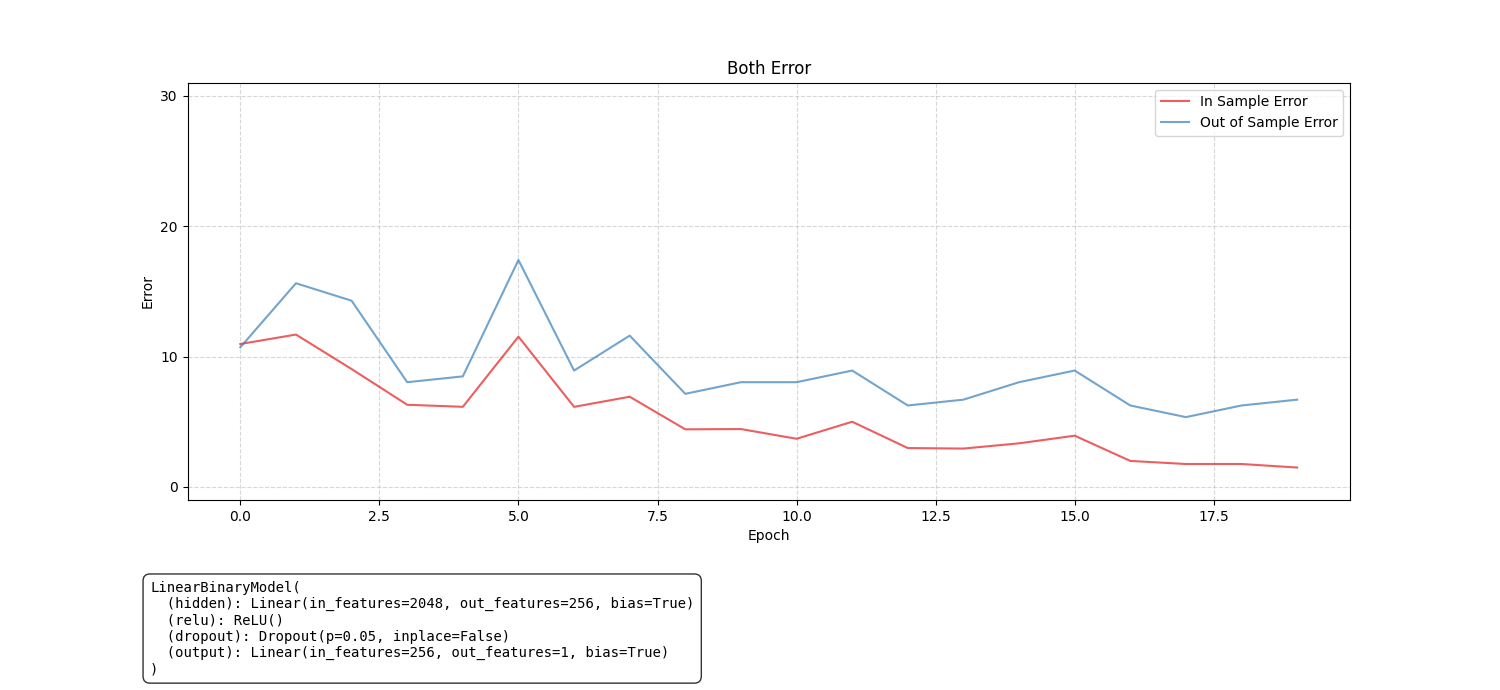 Both Error
30
20
10
0
Error
In Sample Error
Out of Sample Error
0.0 2.5 5.0 7.5 10.0 12.5 15.0 17.5
Epoch
LinearBinaryModel(
  (hidden): Linear(in_features=2048, out_features=256, bias=True)
  (relu): ReLU()
  (dropout): Dropout(p=0.05, inplace=False)
  (output): Linear(in_features=256, out_features=1, bias=True)
)